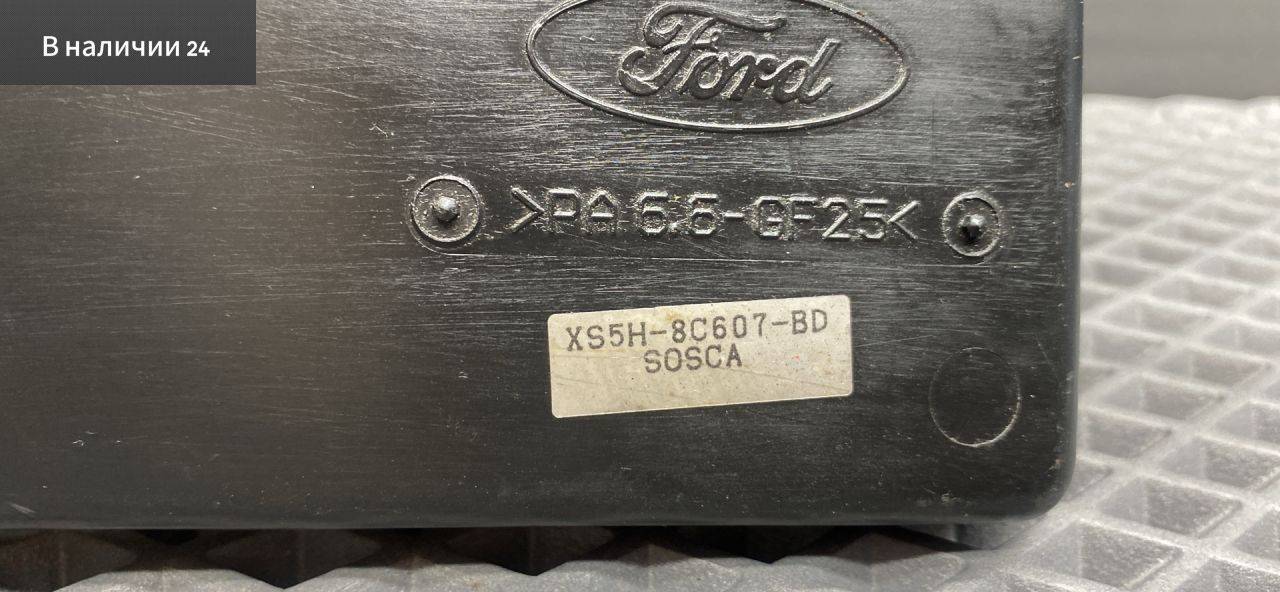 В наличии 24
Ford
>PA 6.6-GF25<
XS5H-8C607-BD
SOSCA